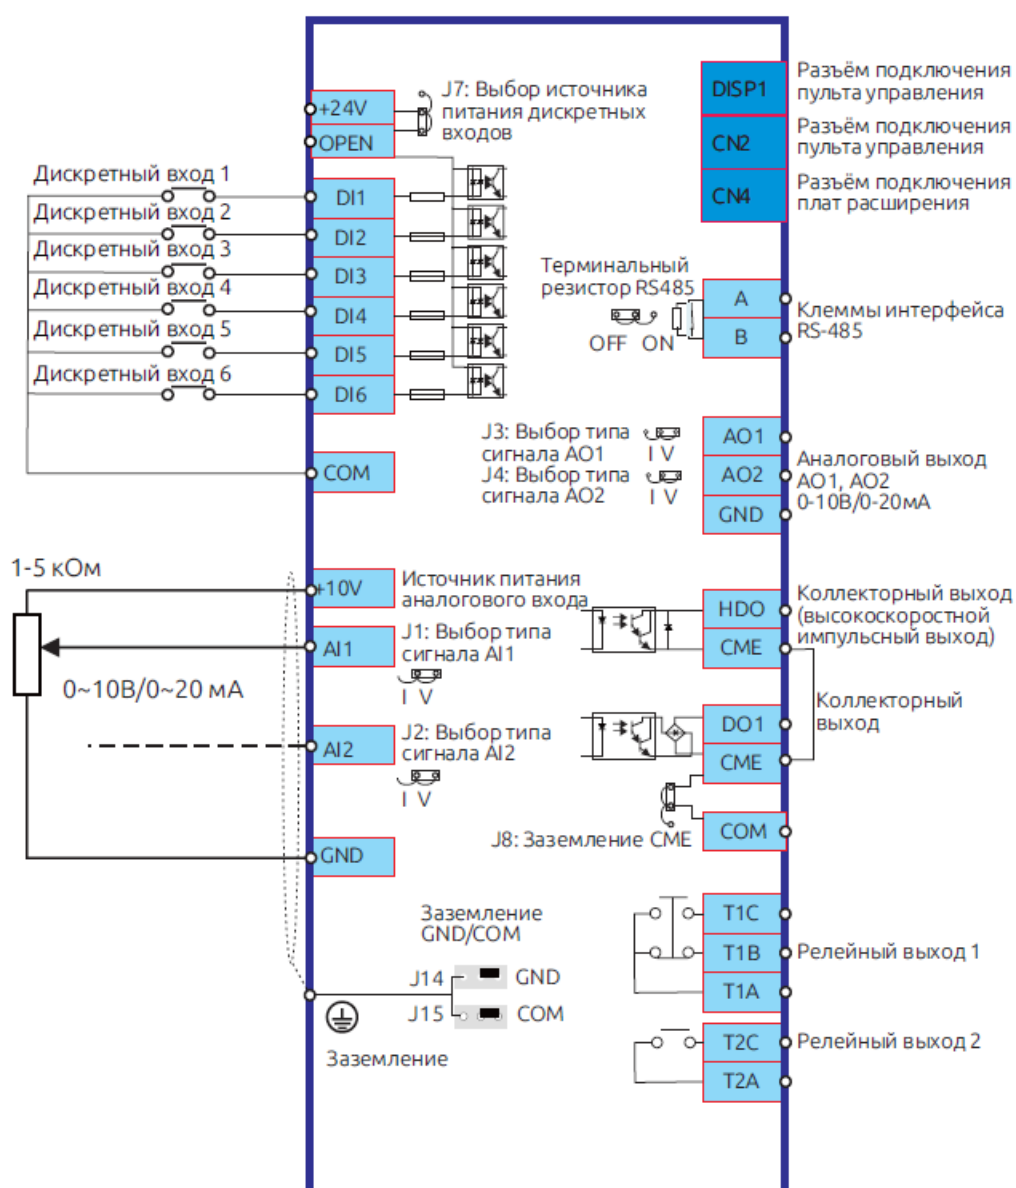 J7: Выбор источника
питания дискретных
входов
+24V
OPEN
Дискретный вход 1
DI1
Дискретный вход 2
DI2
Дискретный вход 3
DI3
Дискретный вход 4
DI4
Дискретный вход 5
DI5
Дискретный вход 6
DI6
COM
1-5 кОм
+10V
Источник питания
аналогового входа
AI1
J1: Выбор типа
сигнала AI1
I V
0~10В/0~20 мА
AI2
J2: Выбор типа
сигнала AI2
I V
GND
Заземление
GND/COM
J14
GND
J15
COM
Заземление
DISP1
Разъём подключения
пульта управления
CN2
Разъём подключения
пульта управления
CN4
Разъём подключения
плат расширения
Терминальный
резистор RS485
OFF ON
A
B
Клеммы интерфейса
RS-485
J3: Выбор типа
сигнала AO1
I V
J4: Выбор типа
сигнала AO2
I V
AO1
AO2
GND
Аналоговый выход
AO1, AO2
0-10В/0-20мА
HDO
CME
Коллекторный выход
(высокоскоростной
импульсный выход)
DO1
CME
Коллекторный
выход
J8: Заземление CME
COM
T1C
T1B
T1A
Релейный выход 1
T2C
T2A
Релейный выход 2